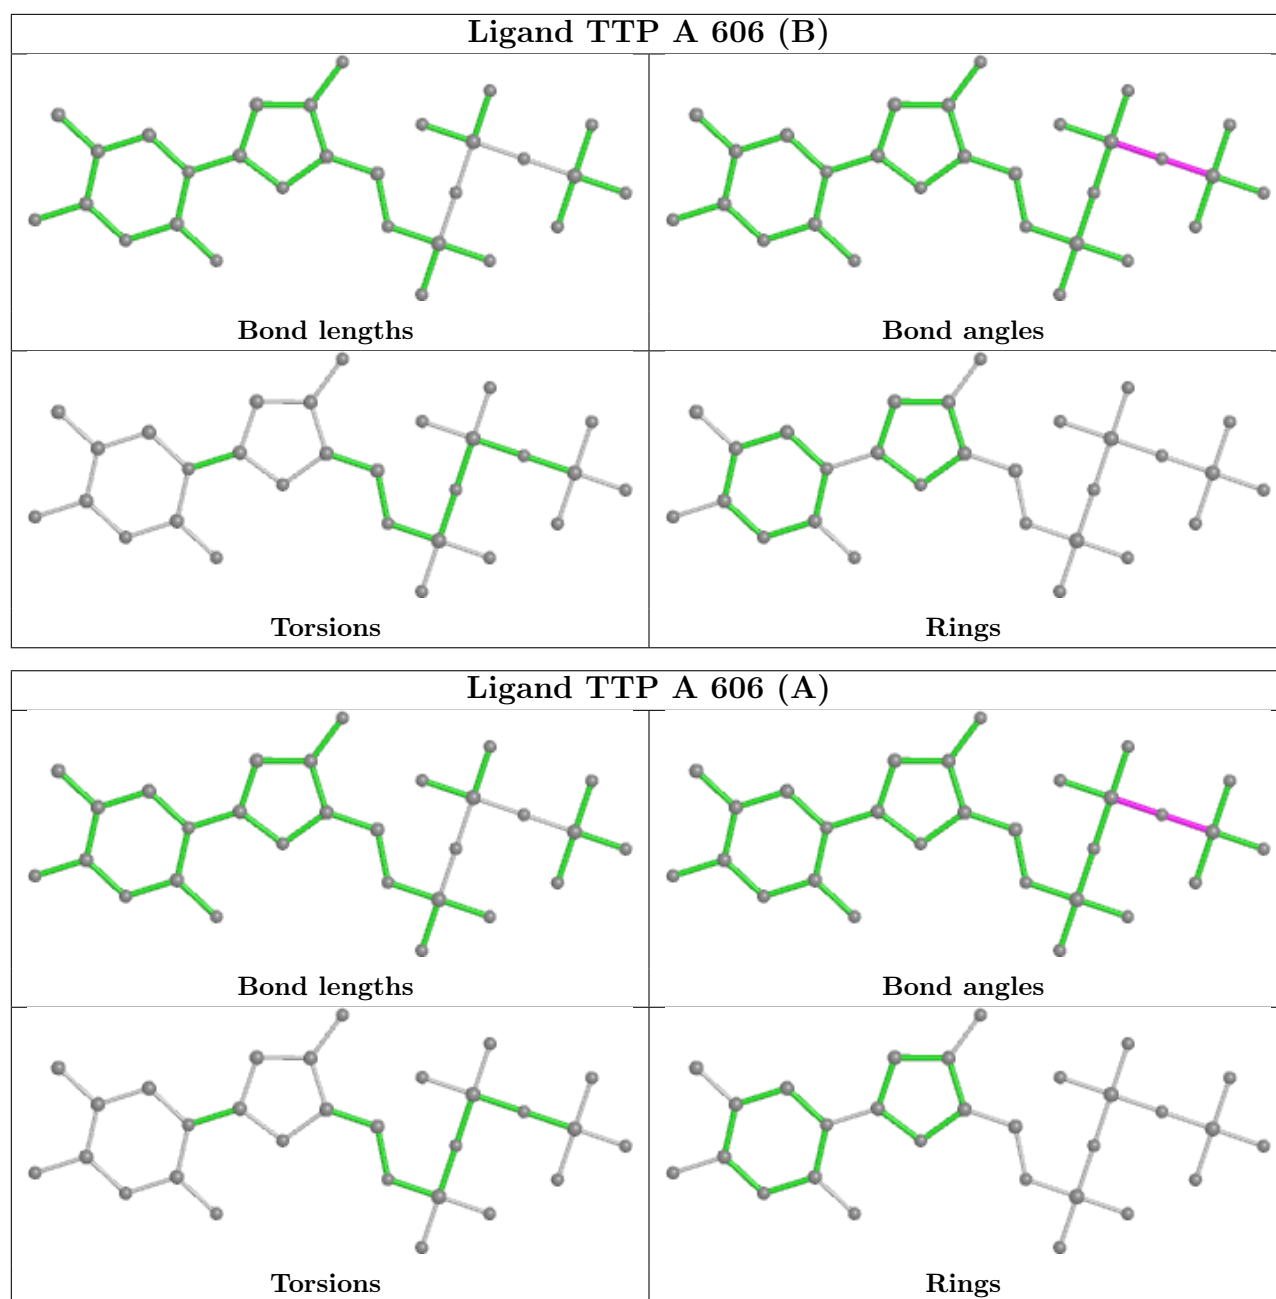 Ligand TTP A 606 (B)
Bond lengths
Bond angles
Torsions
Rings
Ligand TTP A 606 (A)
Bond lengths
Bond angles
Torsions
Rings